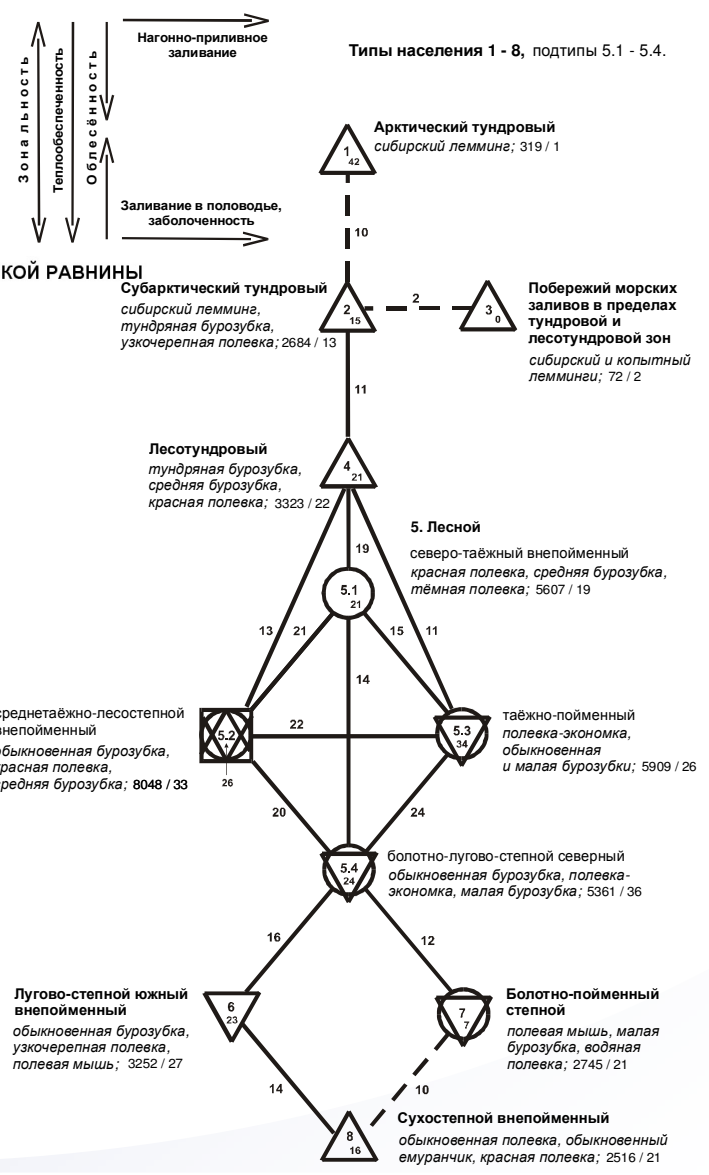 Нагонно-приливное
заливание
Зональность
Теплообеспеченность
Облесённость
Заливание в половодье,
заболоченность
Типы населения 1 - 8, подтипы 5.1 - 5.4.
КОЙ РАВНИНЫ
Арктический тундровый
сибирский лемминг; 319 / 1
1
42
10
Субарктический тундровый
сибирский лемминг,
тундряная бурозубка,
узкочерепная полевка; 2684 / 13
2
15
2
3
0
Побережий морских
заливов в пределах
тундровой и
лесотундровой зон
сибирский и копытный
лемминги; 72 / 2
11
Лесотундровый
тундряная бурозубка,
средняя бурозубка,
красная полевка; 3323 / 22
4
21
5. Лесной
северо-таёжный внепойменный
красная полевка, средняя бурозубка,
тёмная полевка; 5607 / 19
19
5.1
21
13
21
15
11
14
среднетаёжно-лесостепной
внепойменный
обыкновенная бурозубка,
красная полевка,
средняя бурозубка; 8048 / 33
5.2
26
22
5.3
34
таёжно-пойменный
полевка-экономка,
обыкновенная
и малая бурозубки; 5909 / 26
20
24
5.4
24
болотно-лугово-степной северный
обыкновенная бурозубка, полевка-
экономка, малая бурозубка; 5361 / 36
16
12
Лугово-степной южный
внепойменный
обыкновенная бурозубка,
узкочерепная полевка,
полевая мышь; 3252 / 27
6
23
7
7
Болотно-пойменный
степной
полевая мышь, малая
бурозубка, водяная
полевка; 2745 / 21
14
10
8
16
Сухостепной внепойменный
обыкновенная полевка, обыкновенный
емуранчик, красная полевка; 2516 / 21